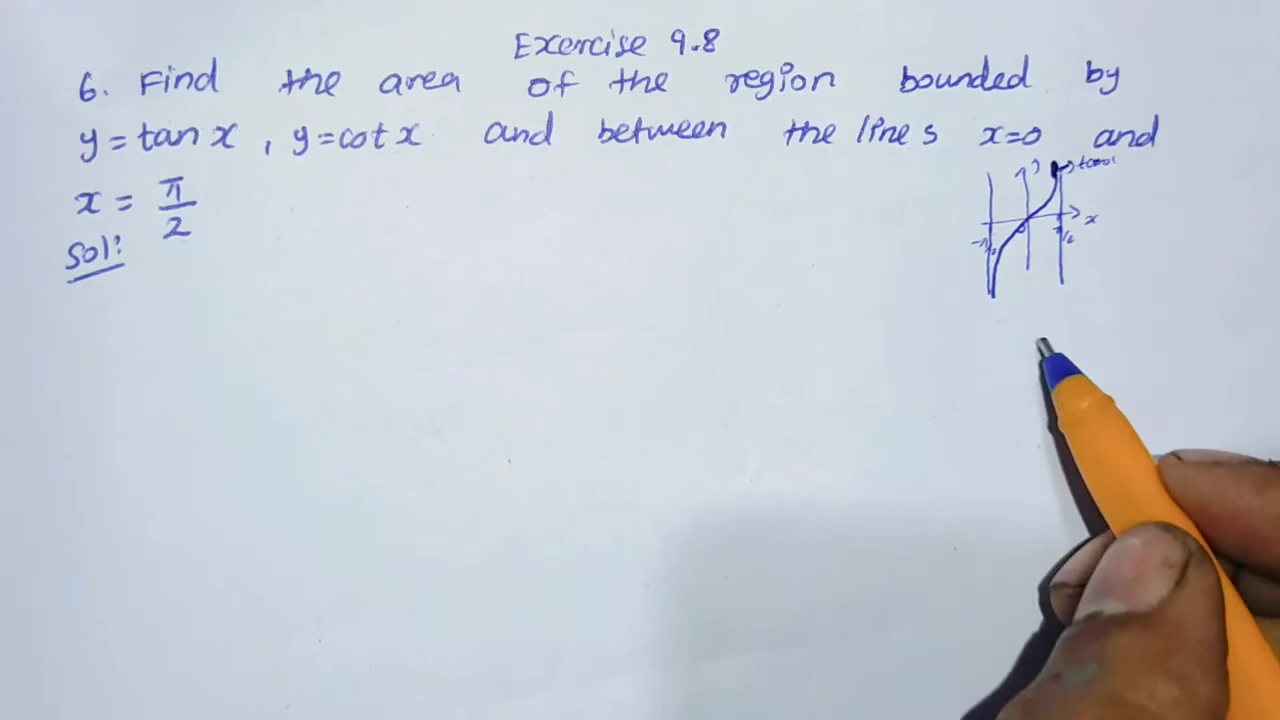 Exercise 9.8
6. Find the area of the region bounded by
y = tan x , y = cot x and between the lines x=0 and
x = π/2
Sol:
y
x